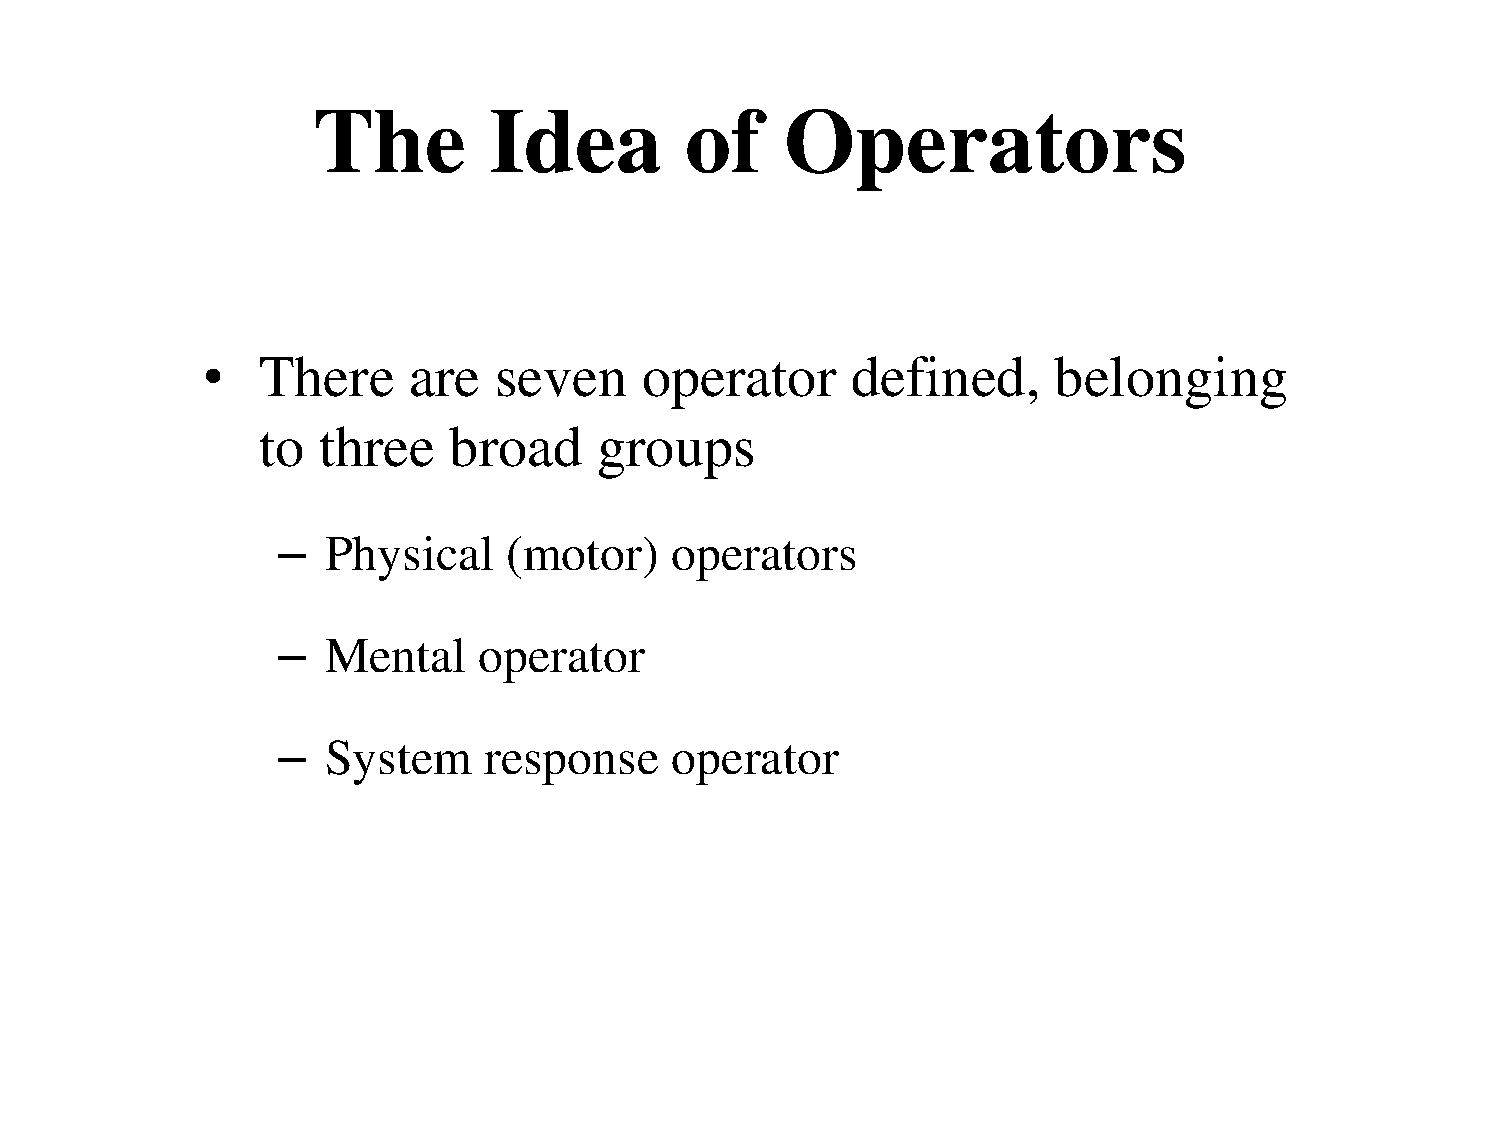 The Idea of Operators
• There are seven operator defined, belonging
to three broad groups
– Physical (motor) operators
– Mental operator
– System response operator